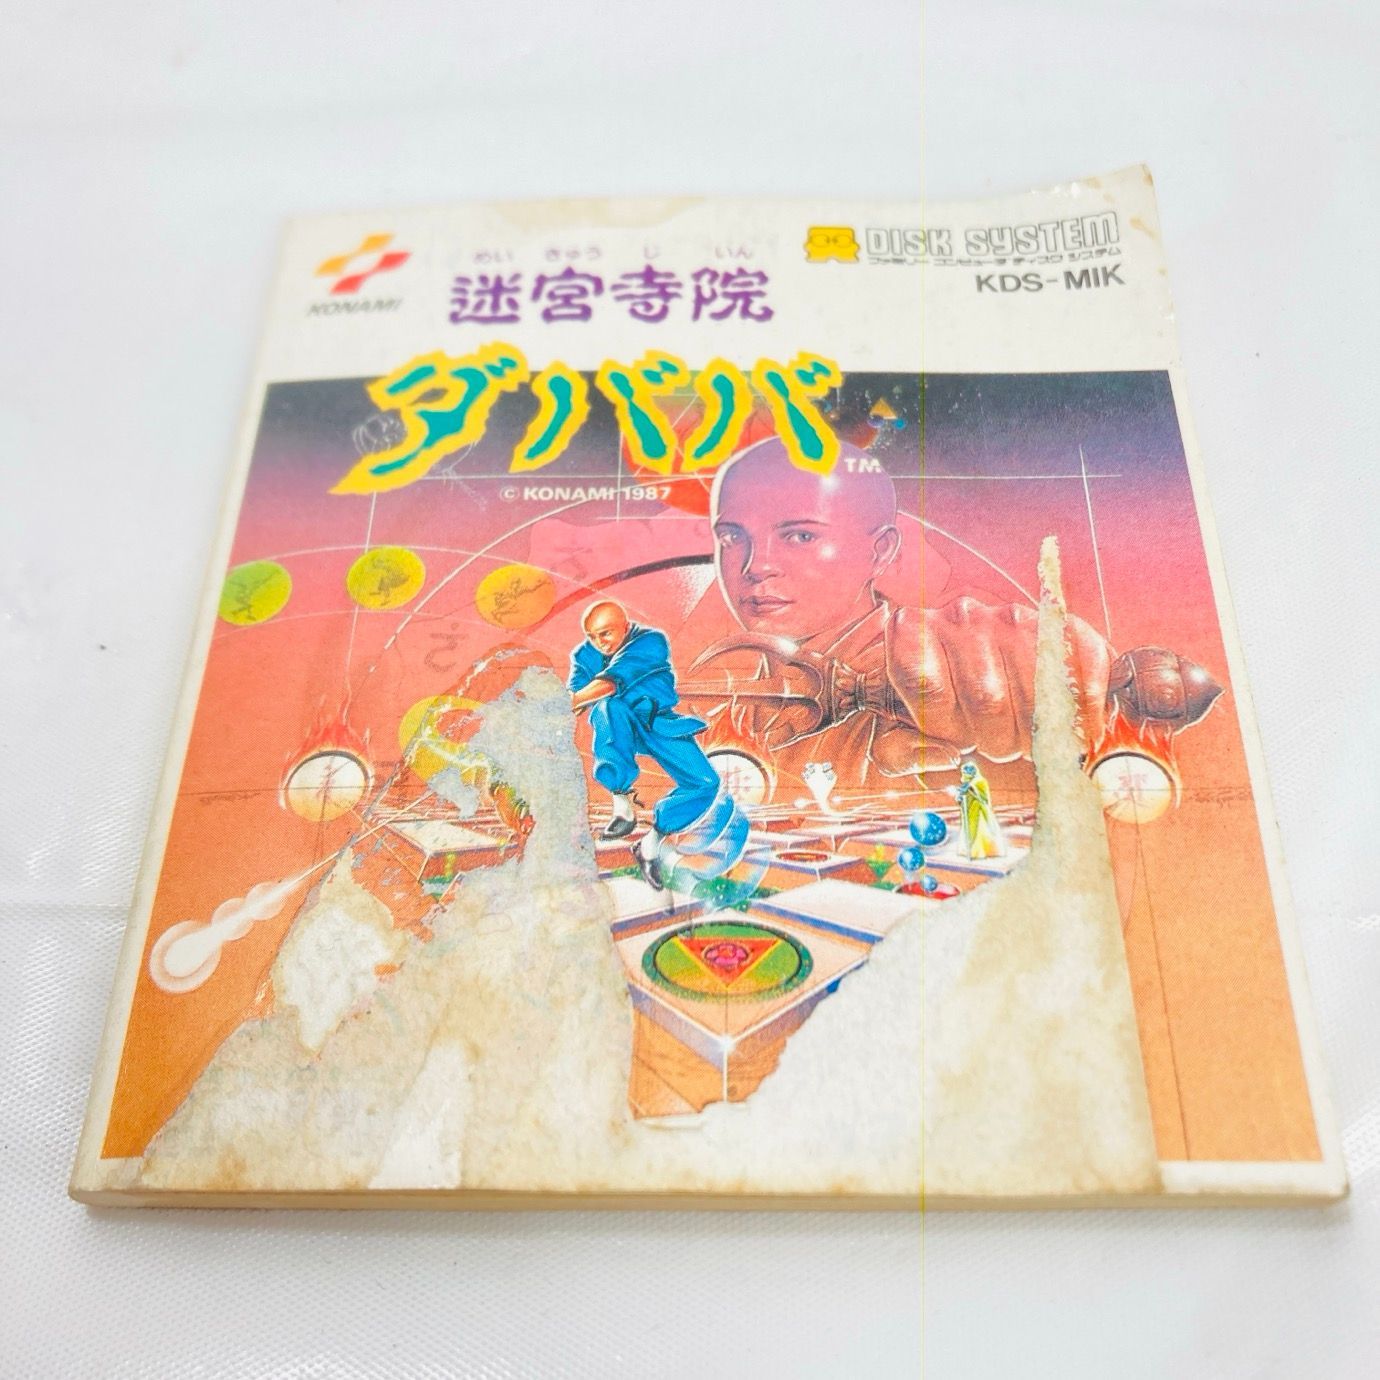 KONAMI
めい きゅう じ いん
迷宮寺院
ダババ
TM
© KONAMI 1987
DISK SYSTEM
ファミリー コンピュータ ディスク システム
KDS-MIK